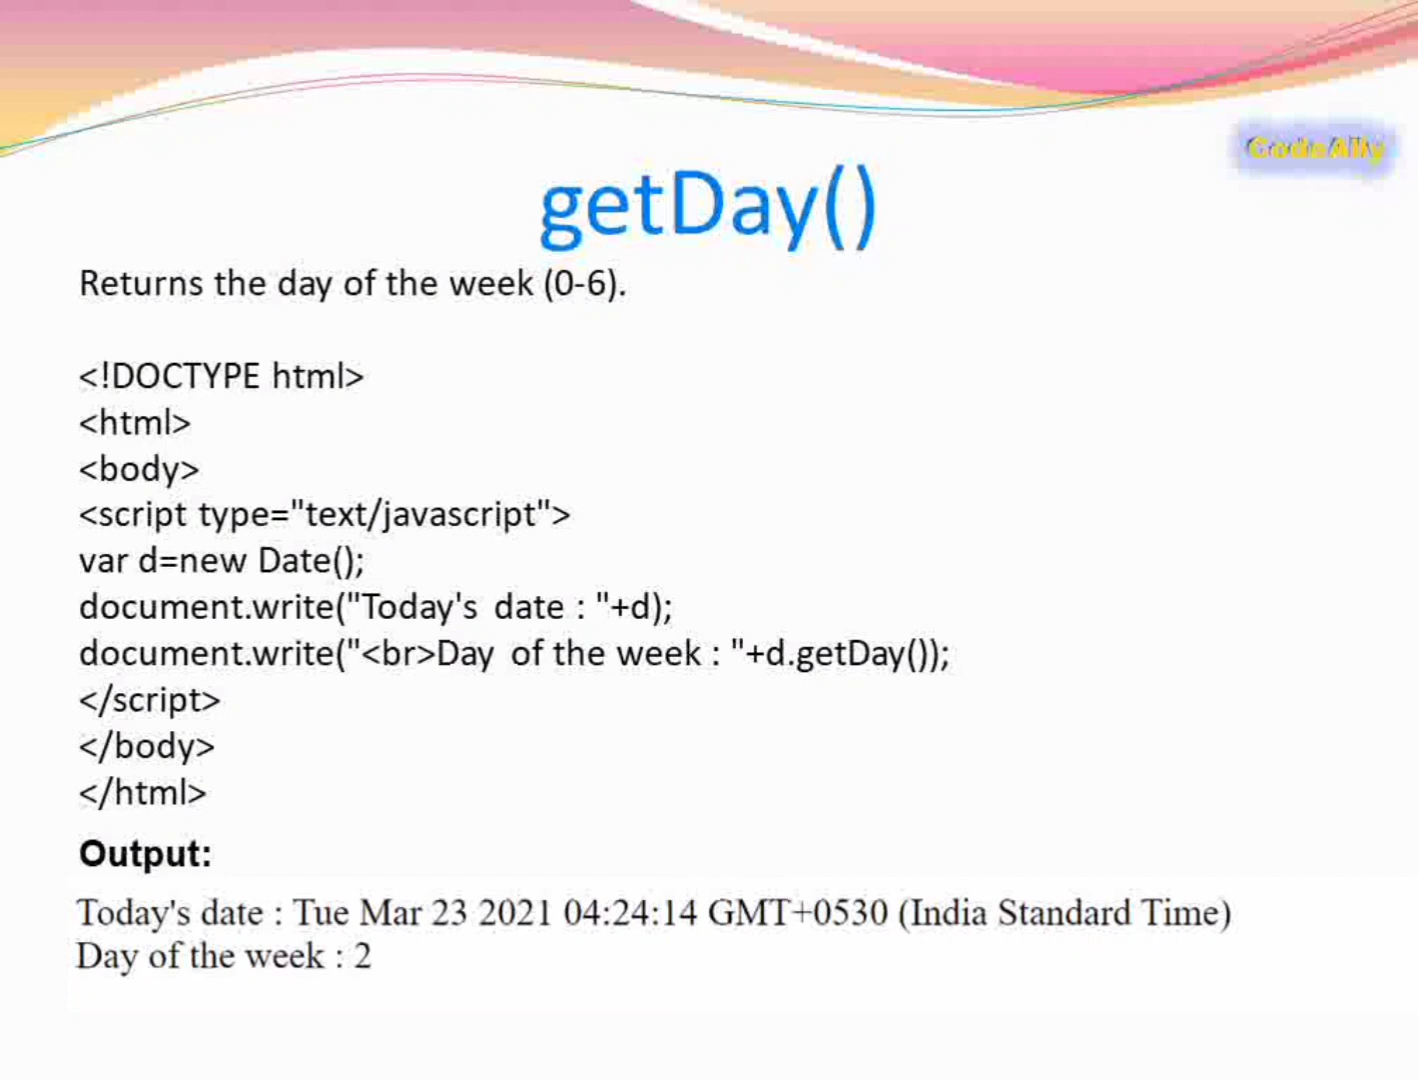 CodeAlly
getDay()
Returns the day of the week (0-6).
<!DOCTYPE html>
<html>
<body>
<script type="text/javascript">
var d=new Date();
document.write("Today's date : "+d);
document.write("<br>Day of the week : "+d.getDay());
</script>
</body>
</html>
Output:
Today's date : Tue Mar 23 2021 04:24:14 GMT+0530 (India Standard Time)
Day of the week : 2